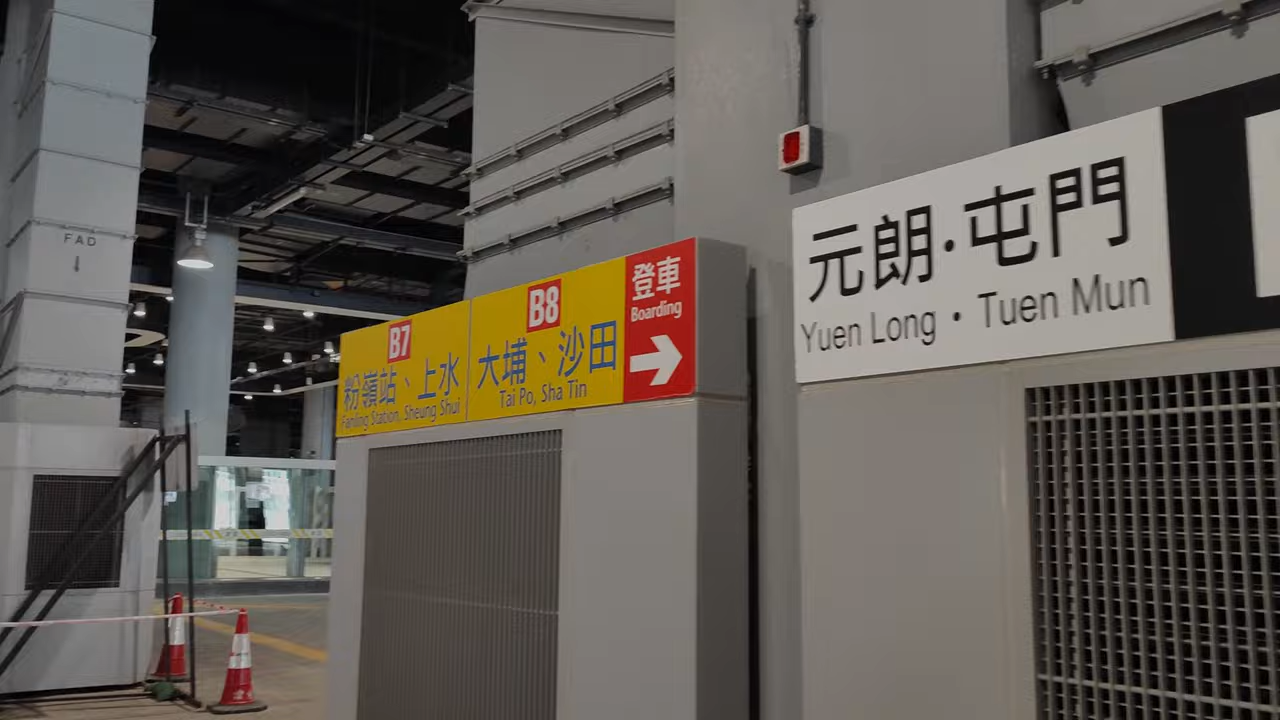 FAD
B7
粉嶺站、上水
Fanling Station, Sheung Shui
B8
大埔、沙田
Tai Po, Sha Tin
登車
Boarding
元朗·屯門
Yuen Long • Tuen Mun